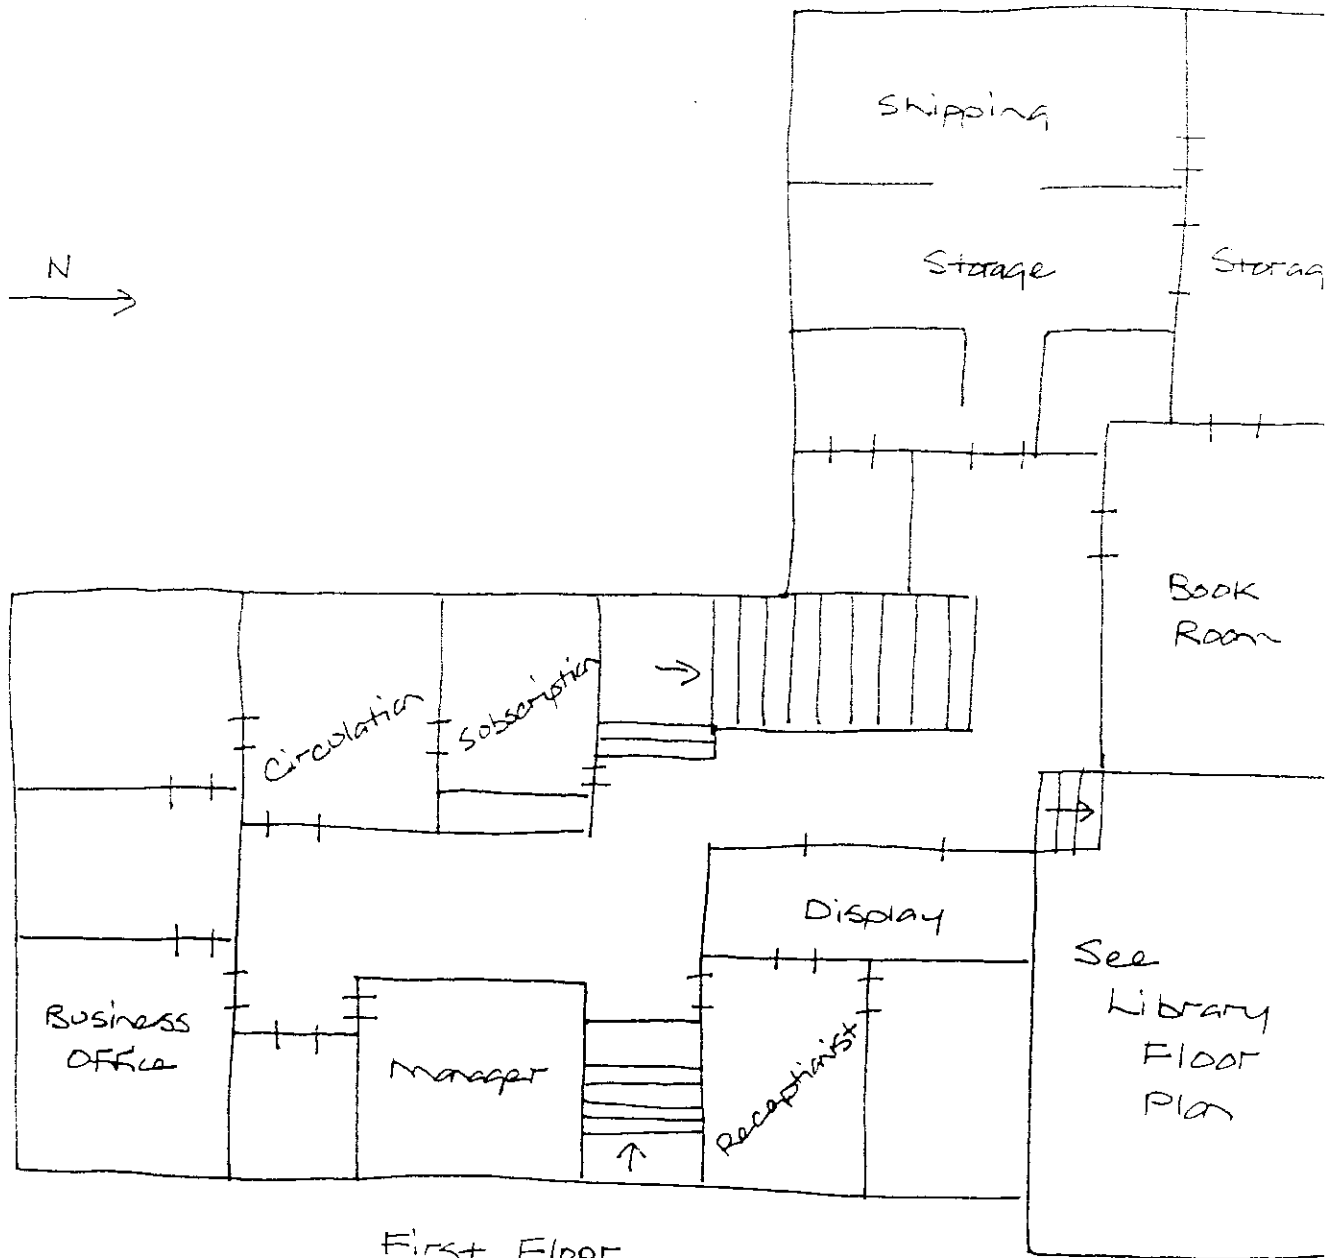 Shipping
N
Storage
Storag
Book
Room
Circulation
Subscription
Display
See
Library
Floor
Plan
Business
Office
Manager
Receptionist
First Floor